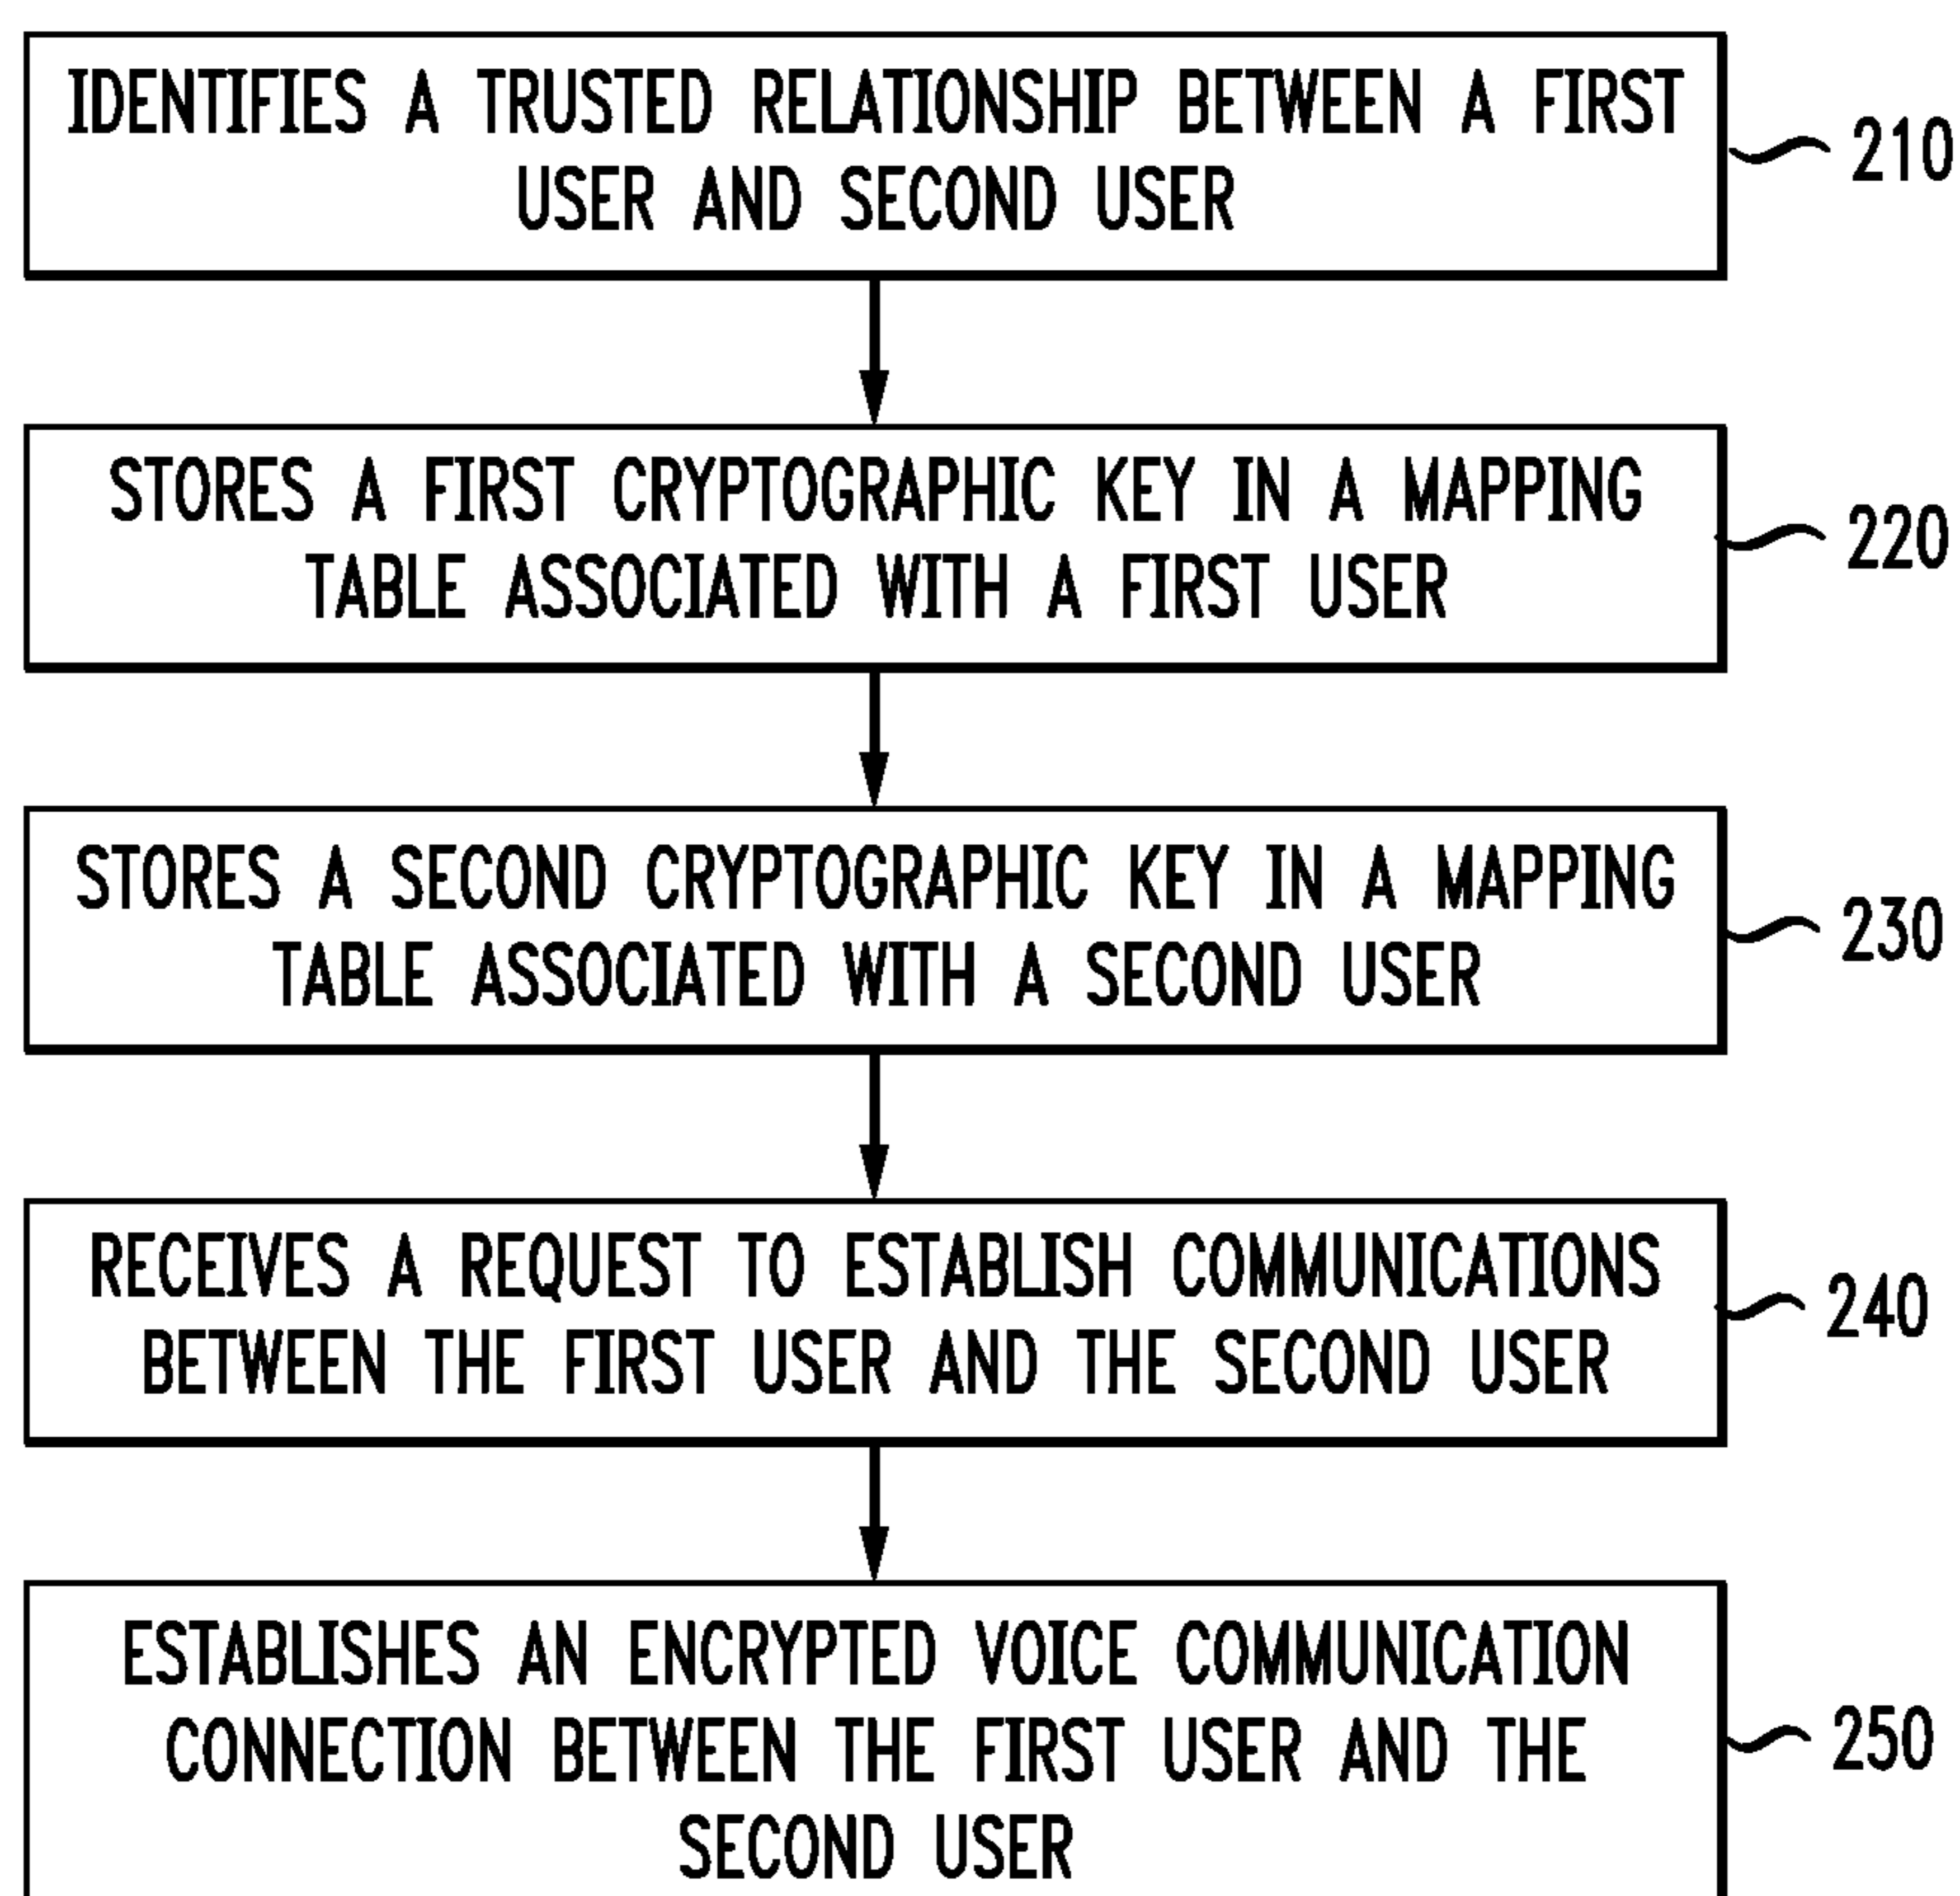 IDENTIFIES A TRUSTED RELATIONSHIP BETWEEN A FIRST
USER AND SECOND USER
210
STORES A FIRST CRYPTOGRAPHIC KEY IN A MAPPING
TABLE ASSOCIATED WITH A FIRST USER
220
STORES A SECOND CRYPTOGRAPHIC KEY IN A MAPPING
TABLE ASSOCIATED WITH A SECOND USER
230
RECEIVES A REQUEST TO ESTABLISH COMMUNICATIONS
BETWEEN THE FIRST USER AND THE SECOND USER
240
ESTABLISHES AN ENCRYPTED VOICE COMMUNICATION
CONNECTION BETWEEN THE FIRST USER AND THE
SECOND USER
250